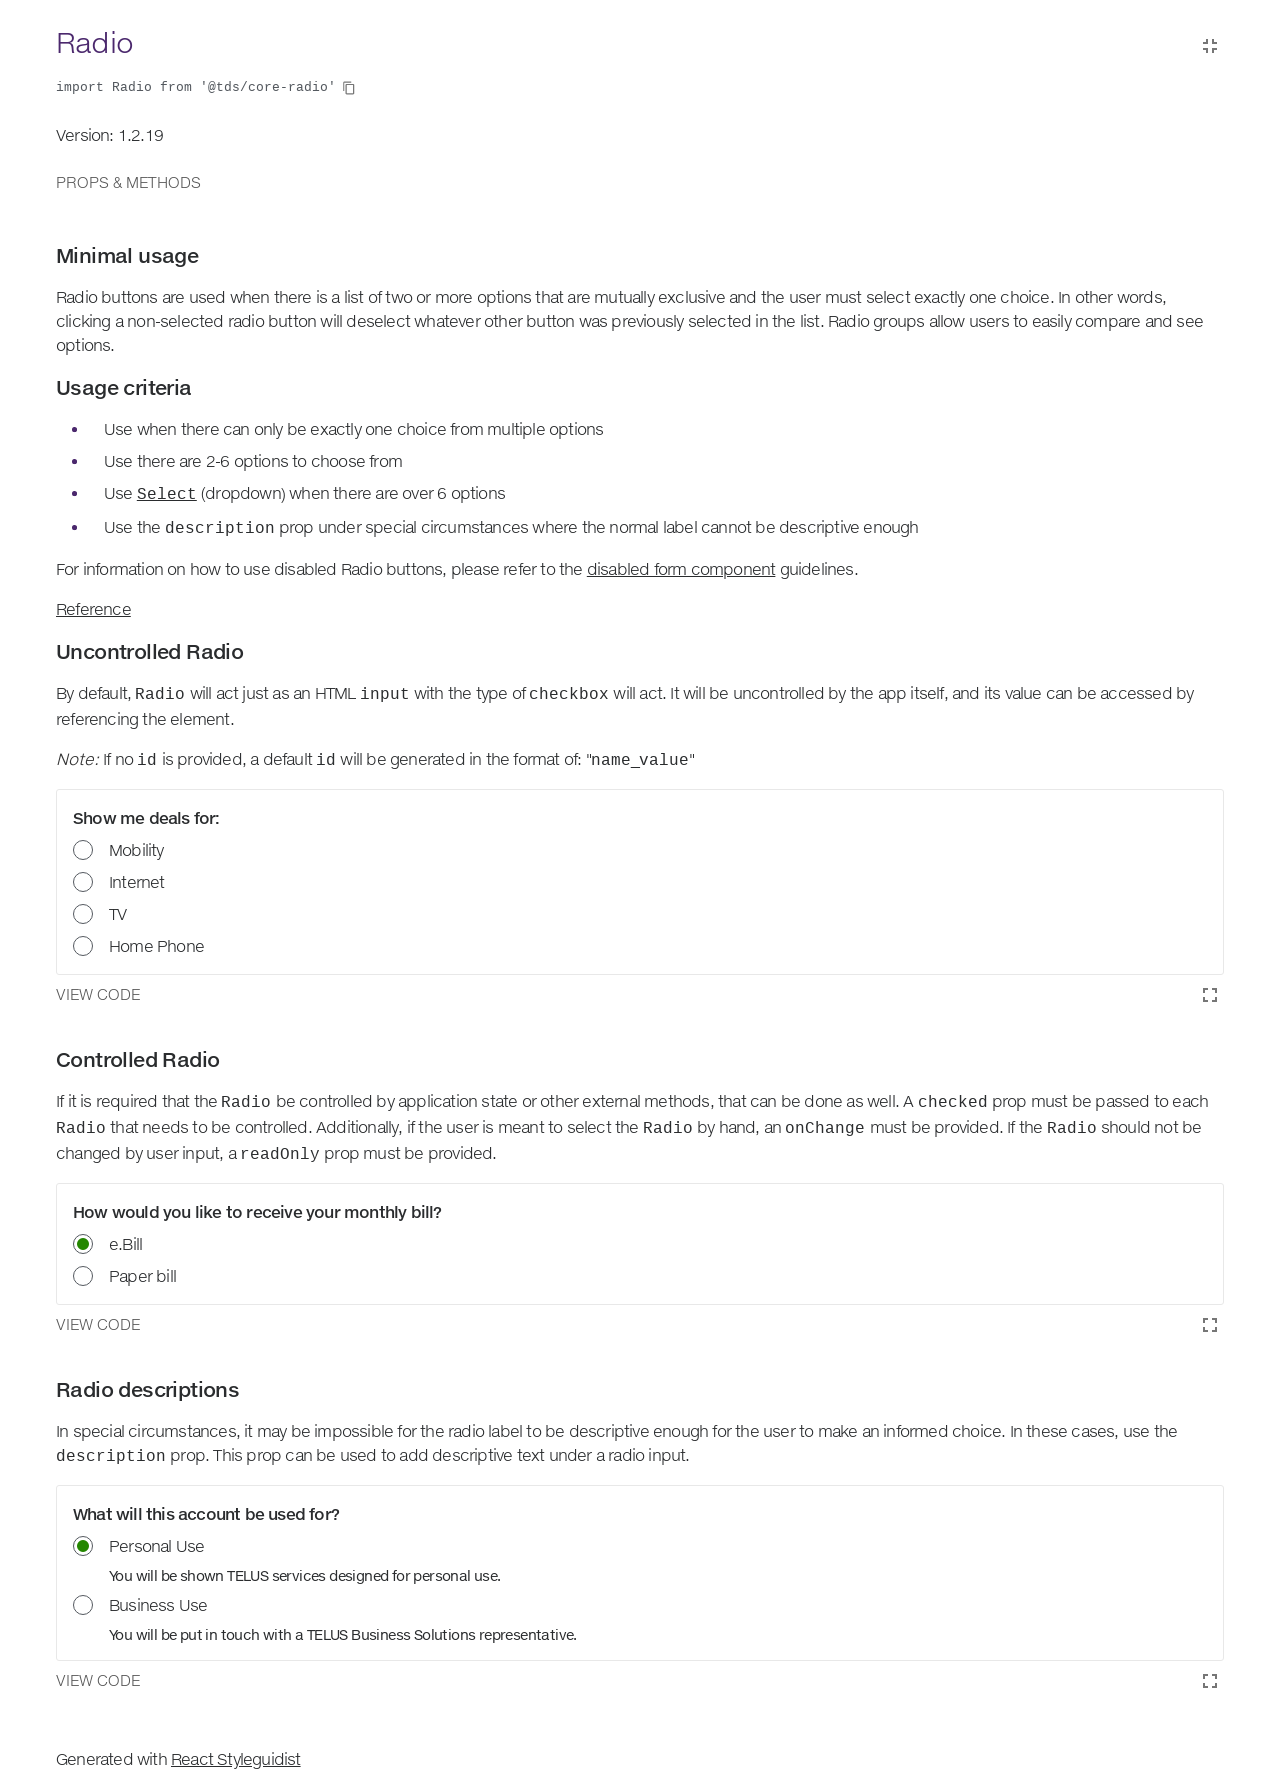 Radio
import Radio from '@tds/core-radio'
Version: 1.2.19
PROPS & METHODS
Minimal usage
Radio buttons are used when there is a list of two or more options that are mutually exclusive and the user must select exactly one choice. In other words,
clicking a non-selected radio button will deselect whatever other button was previously selected in the list. Radio groups allow users to easily compare and see
options.
Usage criteria
• Use when there can only be exactly one choice from multiple options
• Use there are 2-6 options to choose from
• Use Select (dropdown) when there are over 6 options
• Use the description prop under special circumstances where the normal label cannot be descriptive enough
For information on how to use disabled Radio buttons, please refer to the disabled form component guidelines.
Reference
Uncontrolled Radio
By default, Radio will act just as an HTML input with the type of checkbox will act. It will be uncontrolled by the app itself, and its value can be accessed by
referencing the element.
Note: If no id is provided, a default id will be generated in the format of: "name_value"
Show me deals for:
Mobility
Internet
TV
Home Phone
VIEW CODE
Controlled Radio
If it is required that the Radio be controlled by application state or other external methods, that can be done as well. A checked prop must be passed to each
Radio that needs to be controlled. Additionally, if the user is meant to select the Radio by hand, an onChange must be provided. If the Radio should not be
changed by user input, a readOnly prop must be provided.
How would you like to receive your monthly bill?
e.Bill
Paper bill
VIEW CODE
Radio descriptions
In special circumstances, it may be impossible for the radio label to be descriptive enough for the user to make an informed choice. In these cases, use the
description prop. This prop can be used to add descriptive text under a radio input.
What will this account be used for?
Personal Use
You will be shown TELUS services designed for personal use.
Business Use
You will be put in touch with a TELUS Business Solutions representative.
VIEW CODE
Generated with React Styleguidist